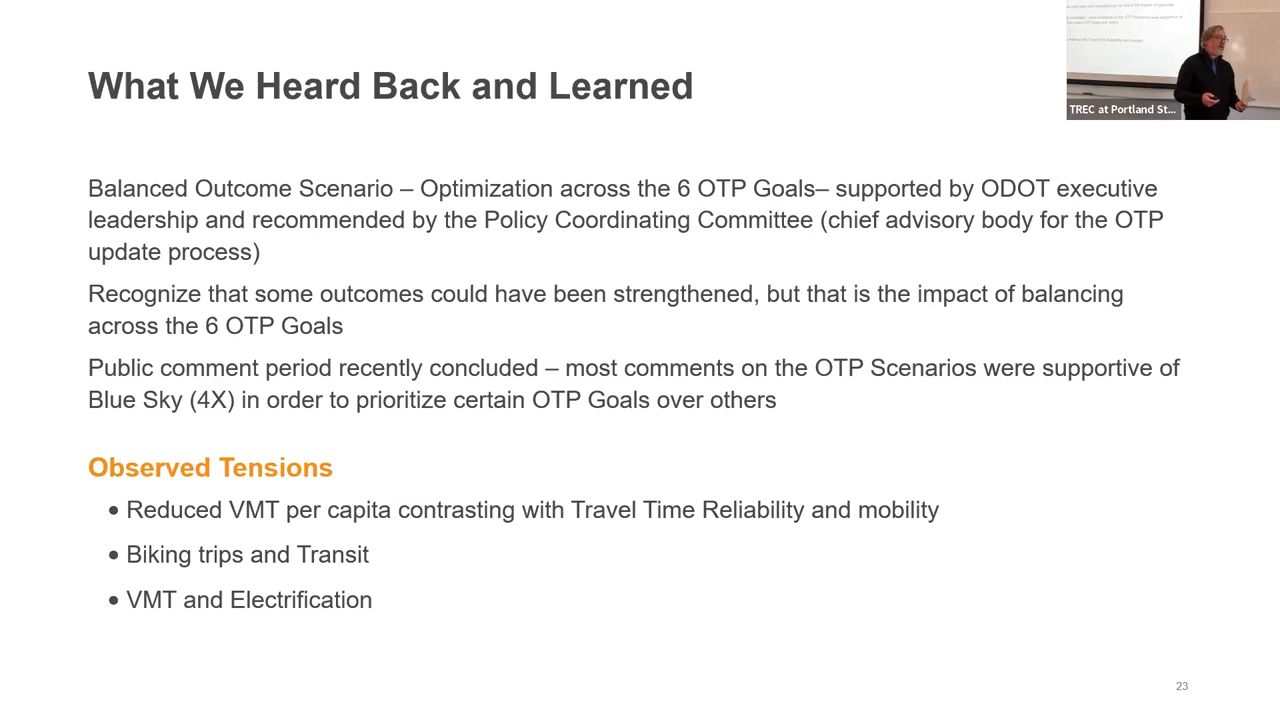 What We Heard Back and Learned
TREC at Portland St...
Balanced Outcome Scenario – Optimization across the 6 OTP Goals– supported by ODOT executive
leadership and recommended by the Policy Coordinating Committee (chief advisory body for the OTP
update process)
Recognize that some outcomes could have been strengthened, but that is the impact of balancing
across the 6 OTP Goals
Public comment period recently concluded – most comments on the OTP Scenarios were supportive of
Blue Sky (4X) in order to prioritize certain OTP Goals over others
Observed Tensions
• Reduced VMT per capita contrasting with Travel Time Reliability and mobility
• Biking trips and Transit
• VMT and Electrification
23